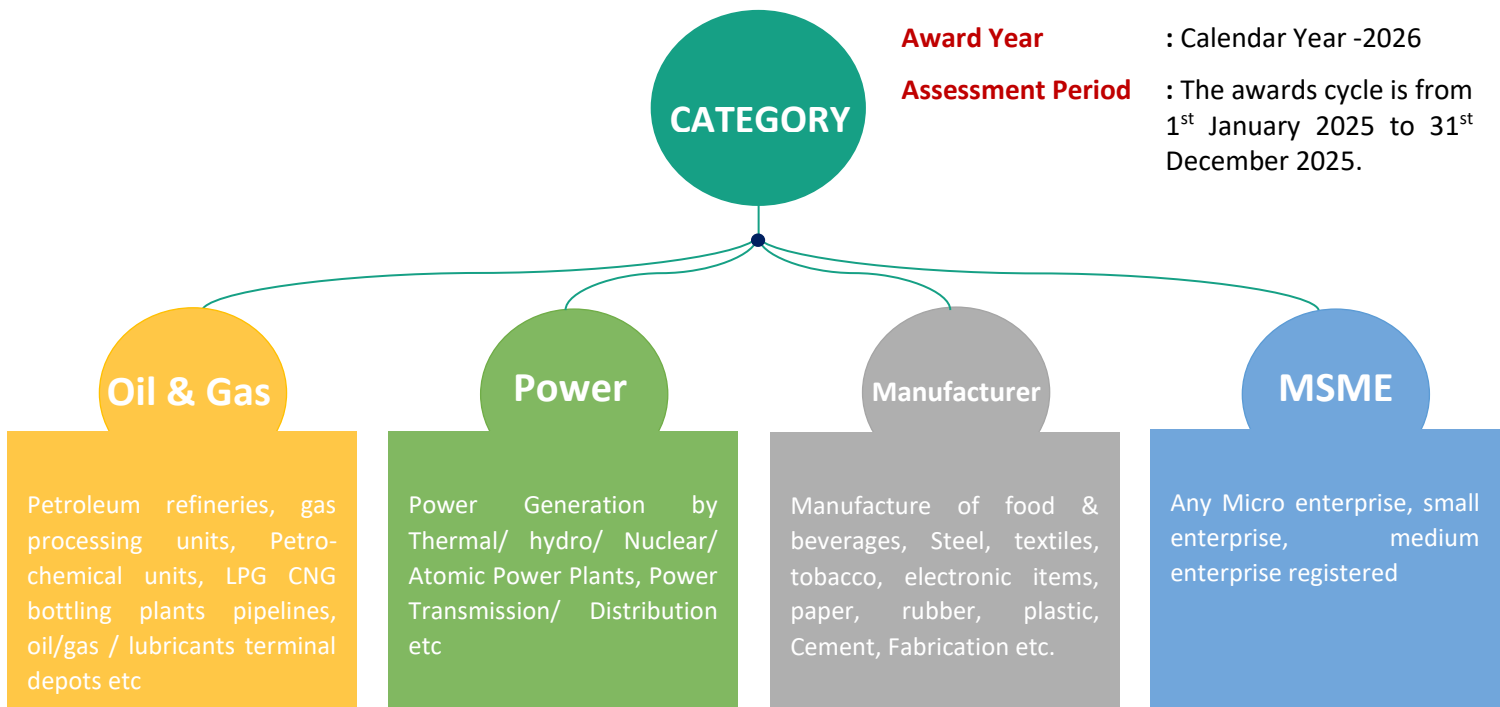 CATEGORY
Award Year : Calendar Year -2026
Assessment Period : The awards cycle is from
1st January 2025 to 31st
December 2025.
Oil & Gas
Petroleum refineries, gas
processing units, Petro-
chemical units, LPG CNG
bottling plants pipelines,
oil/gas / lubricants terminal
depots etc
Power
Power Generation by
Thermal/ hydro/ Nuclear/
Atomic Power Plants, Power
Transmission/ Distribution
etc
Manufacturer
Manufacture of food &
beverages, Steel, textiles,
tobacco, electronic items,
paper, rubber, plastic,
Cement, Fabrication etc.
MSME
Any Micro enterprise, small
enterprise, medium
enterprise registered